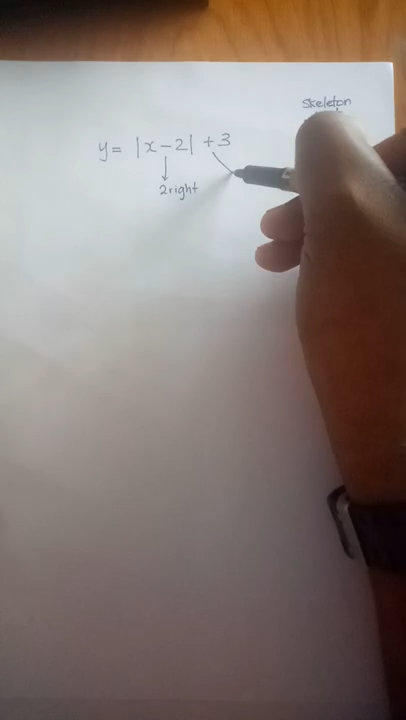 Skeleton
y = |x - 2| + 3
2right